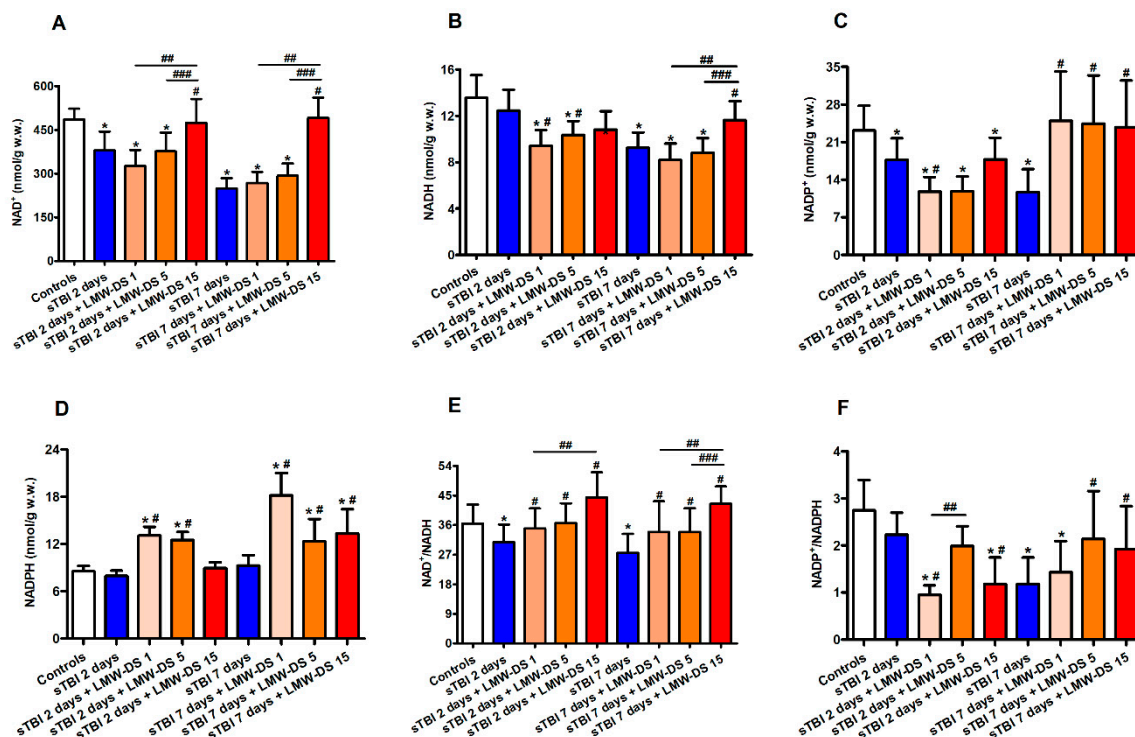 A
NAD+ (nmol/g w.w.)
600
450
300
150
0
*
*
*
#
*
*
*
#
##
###
##
###
Controls
sTBI 2 days
sTBI 2 days + LMW-DS 1
sTBI 2 days + LMW-DS 5
sTBI 2 days + LMW-DS 15
sTBI 7 days
sTBI 7 days + LMW-DS 1
sTBI 7 days + LMW-DS 5
sTBI 7 days + LMW-DS 15
B
NADH (nmol/g w.w.)
16
12
8
4
0
* #
* #
*
*
*
#
##
###
Controls
sTBI 2 days
sTBI 2 days + LMW-DS 1
sTBI 2 days + LMW-DS 5
sTBI 2 days + LMW-DS 15
sTBI 7 days
sTBI 7 days + LMW-DS 1
sTBI 7 days + LMW-DS 5
sTBI 7 days + LMW-DS 15
C
NADP+ (nmol/g w.w.)
35
28
21
14
7
0
*
* #
*
*
*
#
#
#
Controls
sTBI 2 days
sTBI 2 days + LMW-DS 1
sTBI 2 days + LMW-DS 5
sTBI 2 days + LMW-DS 15
sTBI 7 days
sTBI 7 days + LMW-DS 1
sTBI 7 days + LMW-DS 5
sTBI 7 days + LMW-DS 15
D
NADPH (nmol/g w.w.)
24
18
12
6
0
* #
* #
* #
* #
* #
Controls
sTBI 2 days
sTBI 2 days + LMW-DS 1
sTBI 2 days + LMW-DS 5
sTBI 2 days + LMW-DS 15
sTBI 7 days
sTBI 7 days + LMW-DS 1
sTBI 7 days + LMW-DS 5
sTBI 7 days + LMW-DS 15
E
NAD+/NADH
54
45
36
27
18
9
0
*
#
#
#
*
#
#
#
##
##
###
Controls
sTBI 2 days
sTBI 2 days + LMW-DS 1
sTBI 2 days + LMW-DS 5
sTBI 2 days + LMW-DS 15
sTBI 7 days
sTBI 7 days + LMW-DS 1
sTBI 7 days + LMW-DS 5
sTBI 7 days + LMW-DS 15
F
NADP+/NADPH
4
3
2
1
0
* #
##
* #
*
*
#
#
Controls
sTBI 2 days
sTBI 2 days + LMW-DS 1
sTBI 2 days + LMW-DS 5
sTBI 2 days + LMW-DS 15
sTBI 7 days
sTBI 7 days + LMW-DS 1
sTBI 7 days + LMW-DS 5
sTBI 7 days + LMW-DS 15